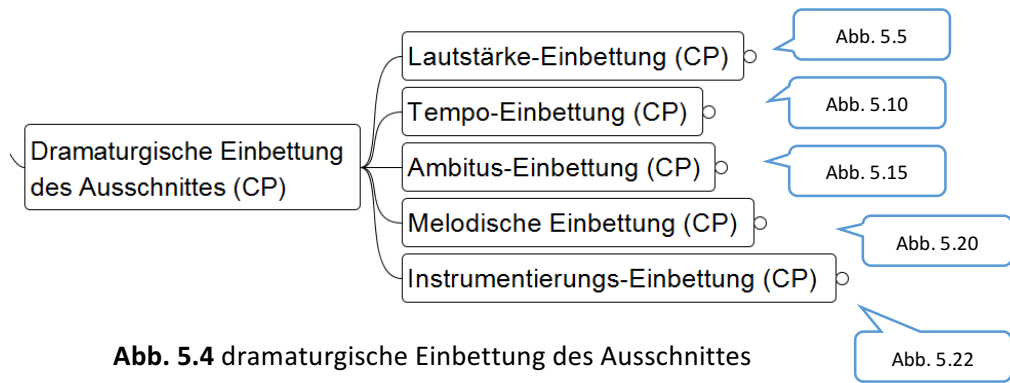 Dramaturgische Einbettung
des Ausschnittes (CP)
Lautstärke-Einbettung (CP)
Abb. 5.5
Tempo-Einbettung (CP)
Abb. 5.10
Ambitus-Einbettung (CP)
Abb. 5.15
Melodische Einbettung (CP)
Abb. 5.20
Instrumentierungs-Einbettung (CP)
Abb. 5.22
Abb. 5.4 dramaturgische Einbettung des Ausschnittes